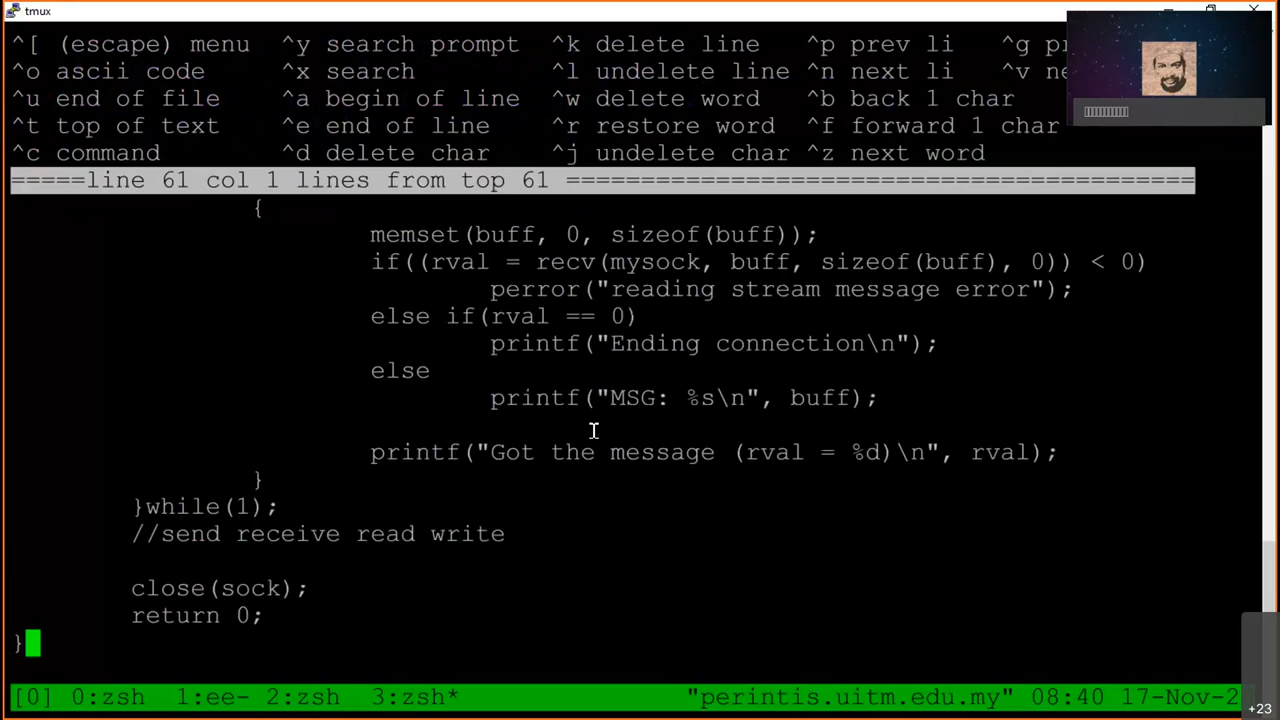 tmux
^[ (escape) menu ^y search prompt ^k delete line ^p prev li ^g
^o ascii code ^x search ^l undelete line ^n next li ^v
^u end of file ^a begin of line ^w delete word ^b back 1 char
^t top of text ^e end of line ^r restore word ^f forward 1 char
^c command ^d delete char ^j undelete char ^z next word
=====line 61 col 1 lines from top 61 ==========================================
{
memset(buff, 0, sizeof(buff));
if((rval = recv(mysock, buff, sizeof(buff), 0)) < 0)
perror("reading stream message error");
else if(rval == 0)
printf("Ending connection\n");
else
printf("MSG: %s\n", buff);
printf("Got the message (rval = %d)\n", rval);
}
}while(1);
//send receive read write
close(sock);
return 0;
}
[0] 0:zsh 1:ee- 2:zsh 3:zsh* "perintis.uitm.edu.my" 08:40 17-Nov-2
+23